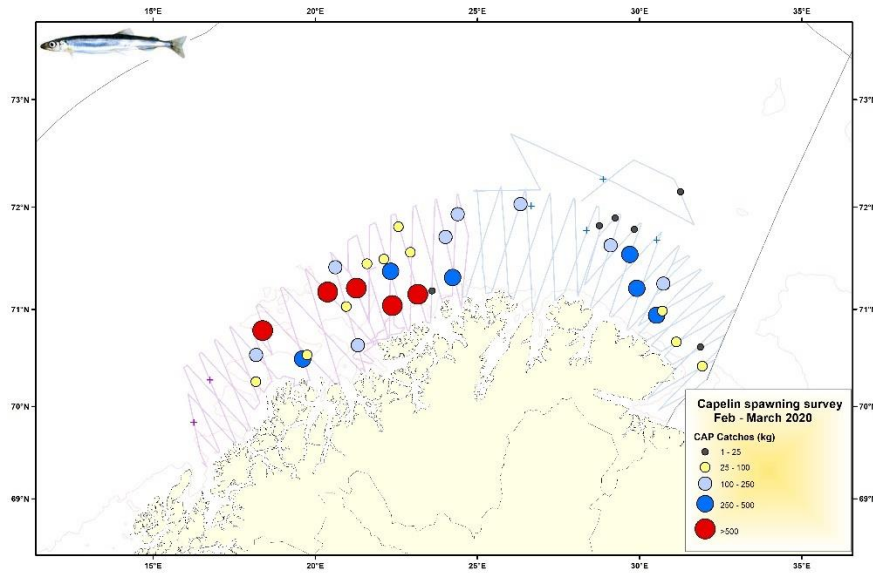 15°E 20°E 25°E 30°E 35°E
73°N 73°N
72°N 72°N
71°N 71°N
70°N 70°N
69°N 69°N
Capelin spawning survey
Feb - March 2020
CAP Catchos (kg)
1 - 25
25 - 100
100 - 250
250 - 500
>500
15°E 20°E 25°E 30°E 35°E